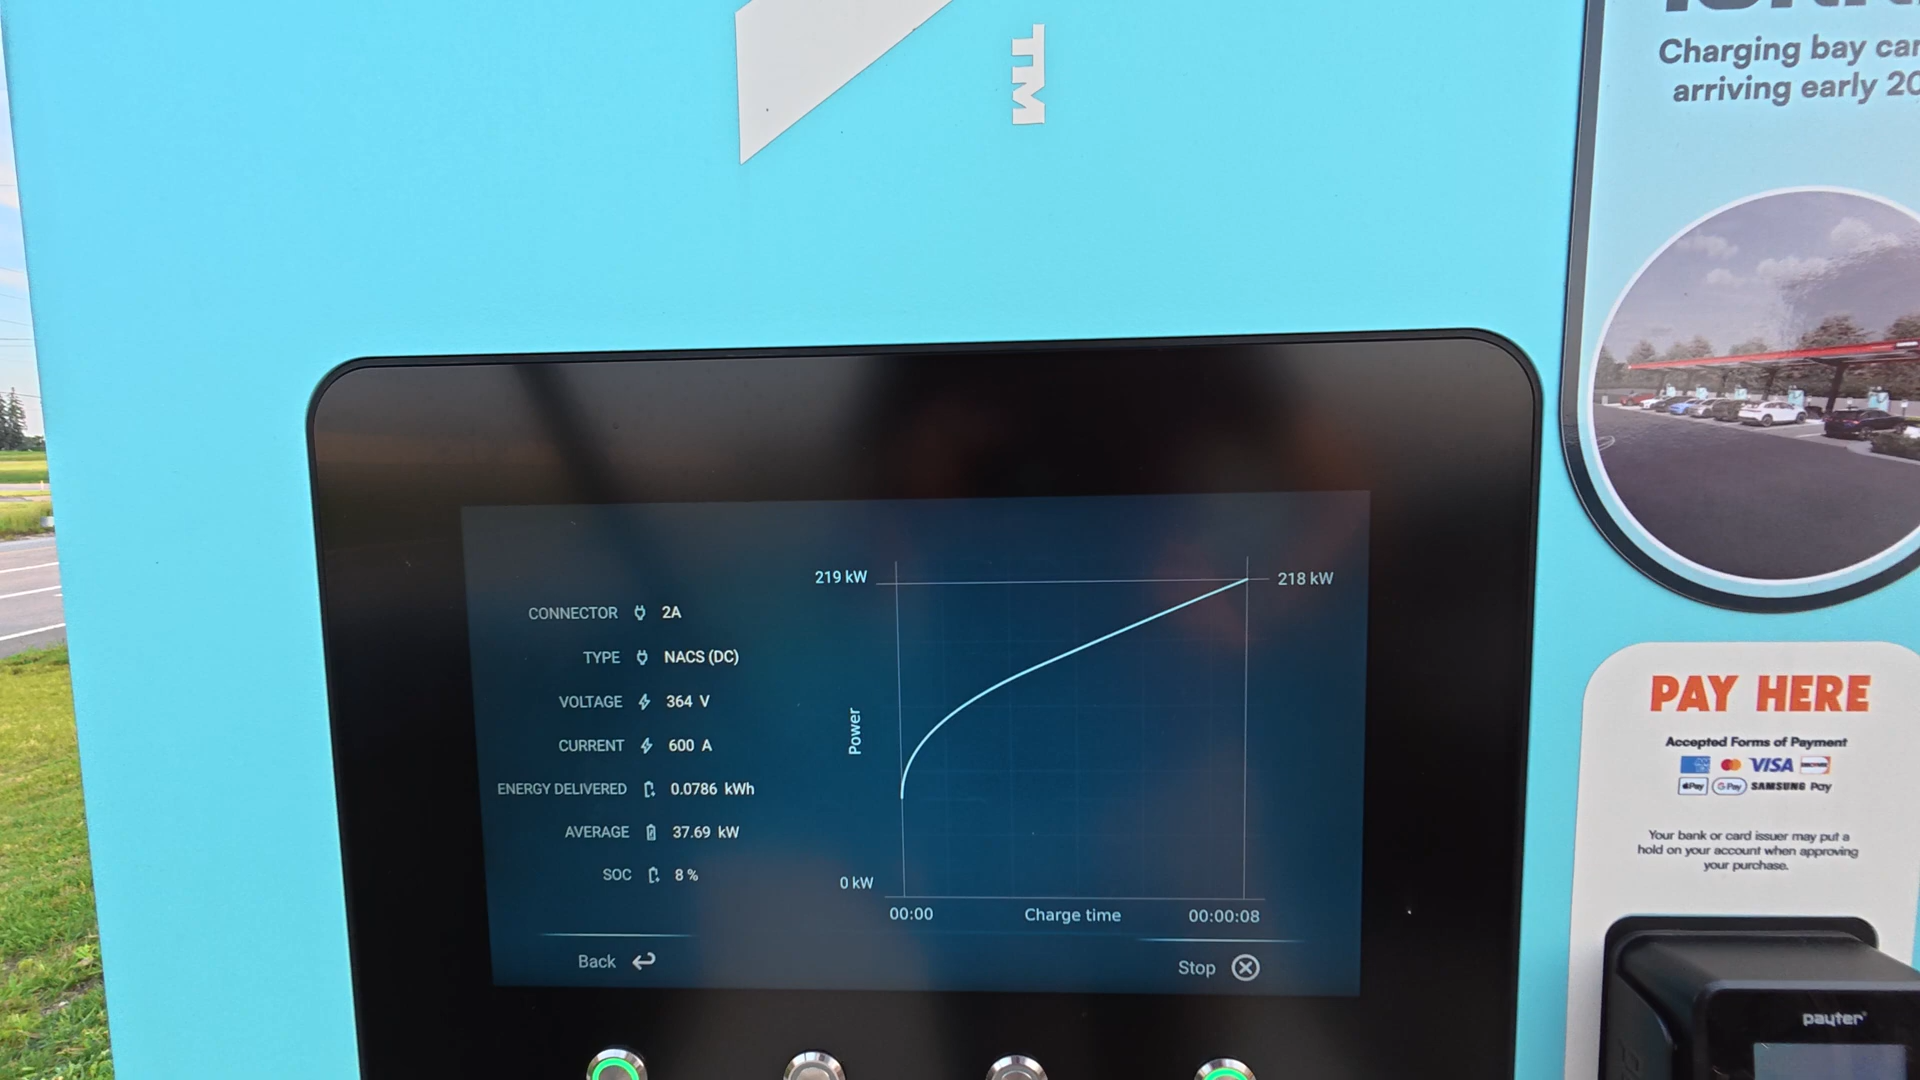 TM
Charging bay
arriving early
CONNECTOR 2A
TYPE NACS (DC)
VOLTAGE 364 V
CURRENT 600 A
ENERGY DELIVERED 0.0786 kWh
AVERAGE 37.69 kW
SOC 8 %
219 kW
218 kW
Power
0 kW
00:00 Charge time 00:00:08
Back
Stop
PAY HERE
Accepted Forms of Payment
VISA
Pay G Pay SAMSUNG Pay
Your bank or card issuer may put a
hold on your account when approving
your purchase.
payter